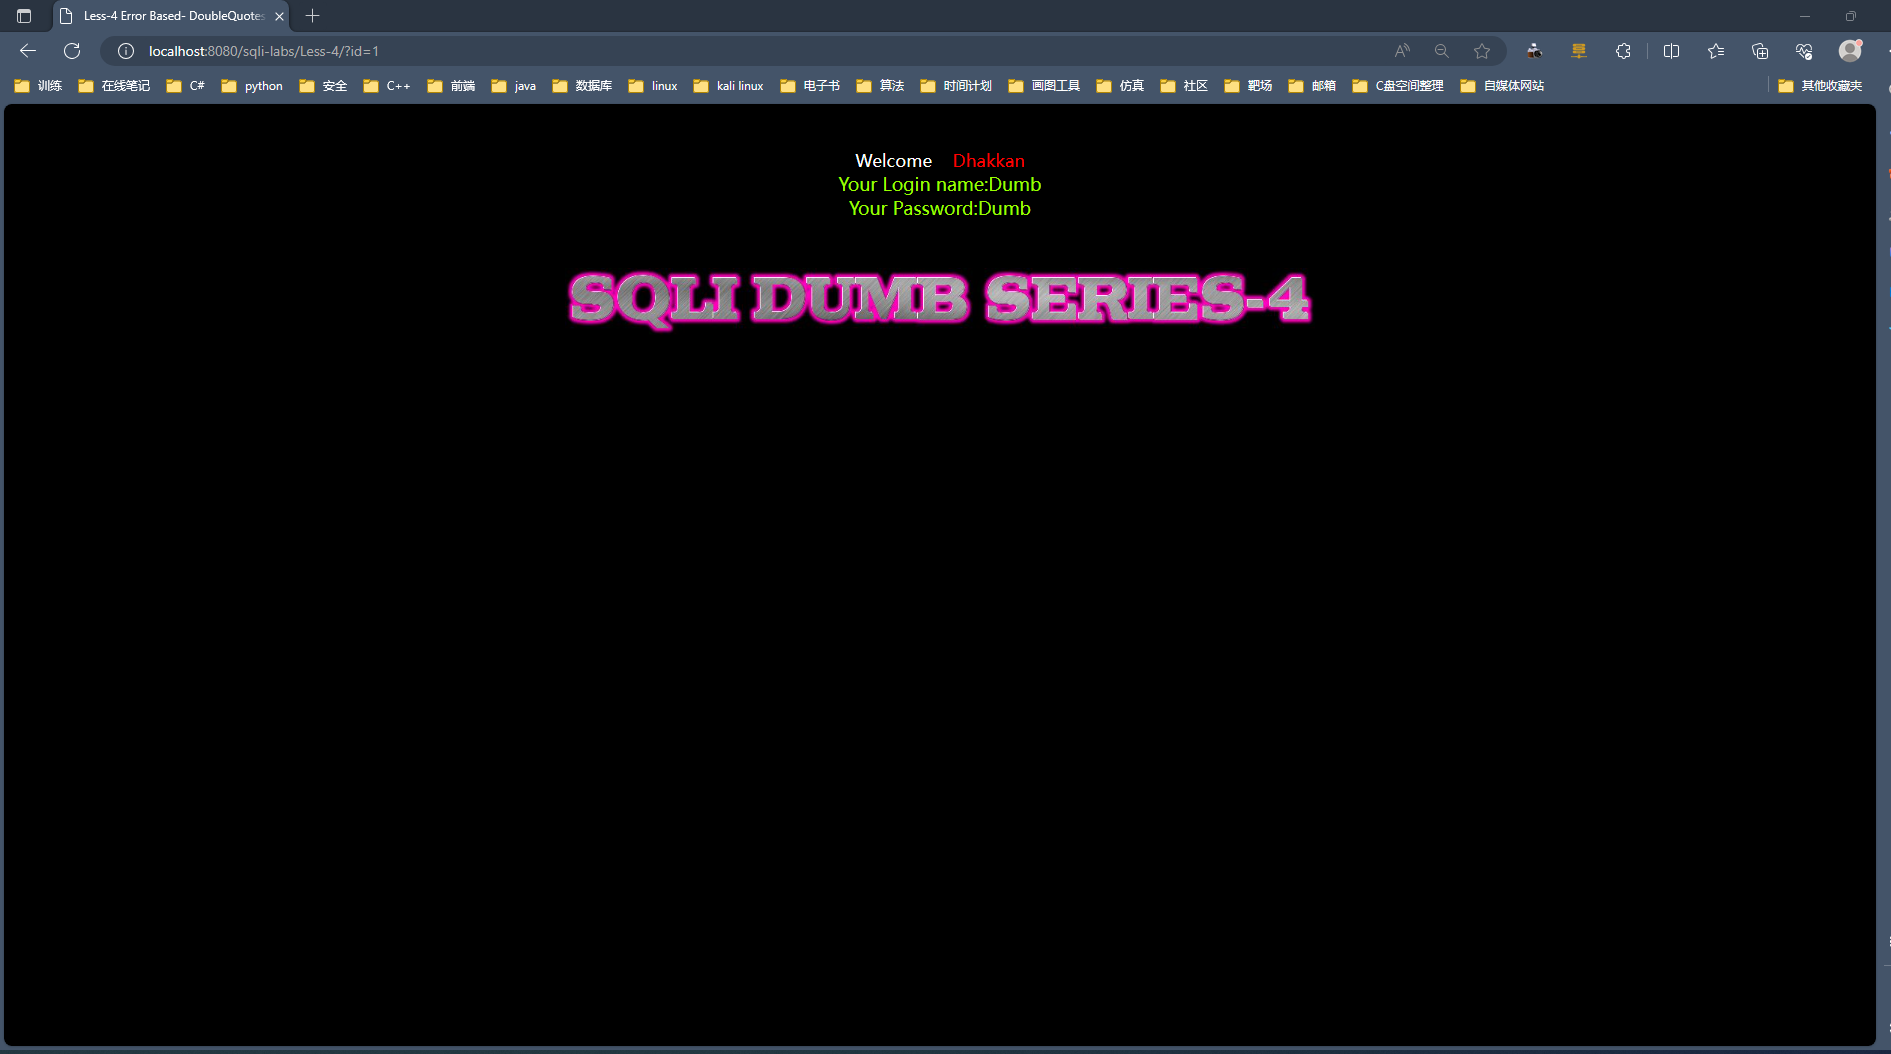 Less-4 Error Based- DoubleQuotes
localhost:8080/sqli-labs/Less-4/?id=1
训练 在线笔记 C# python 安全 C++ 前端 java 数据库 linux kali linux 电子书 算法 时间计划 画图工具 仿真 社区 靶场 邮箱 C盘空间整理 自媒体网站 其他收藏夹
Welcome Dhakkan
Your Login name:Dumb
Your Password:Dumb
SQLI DUMB SERIES-4